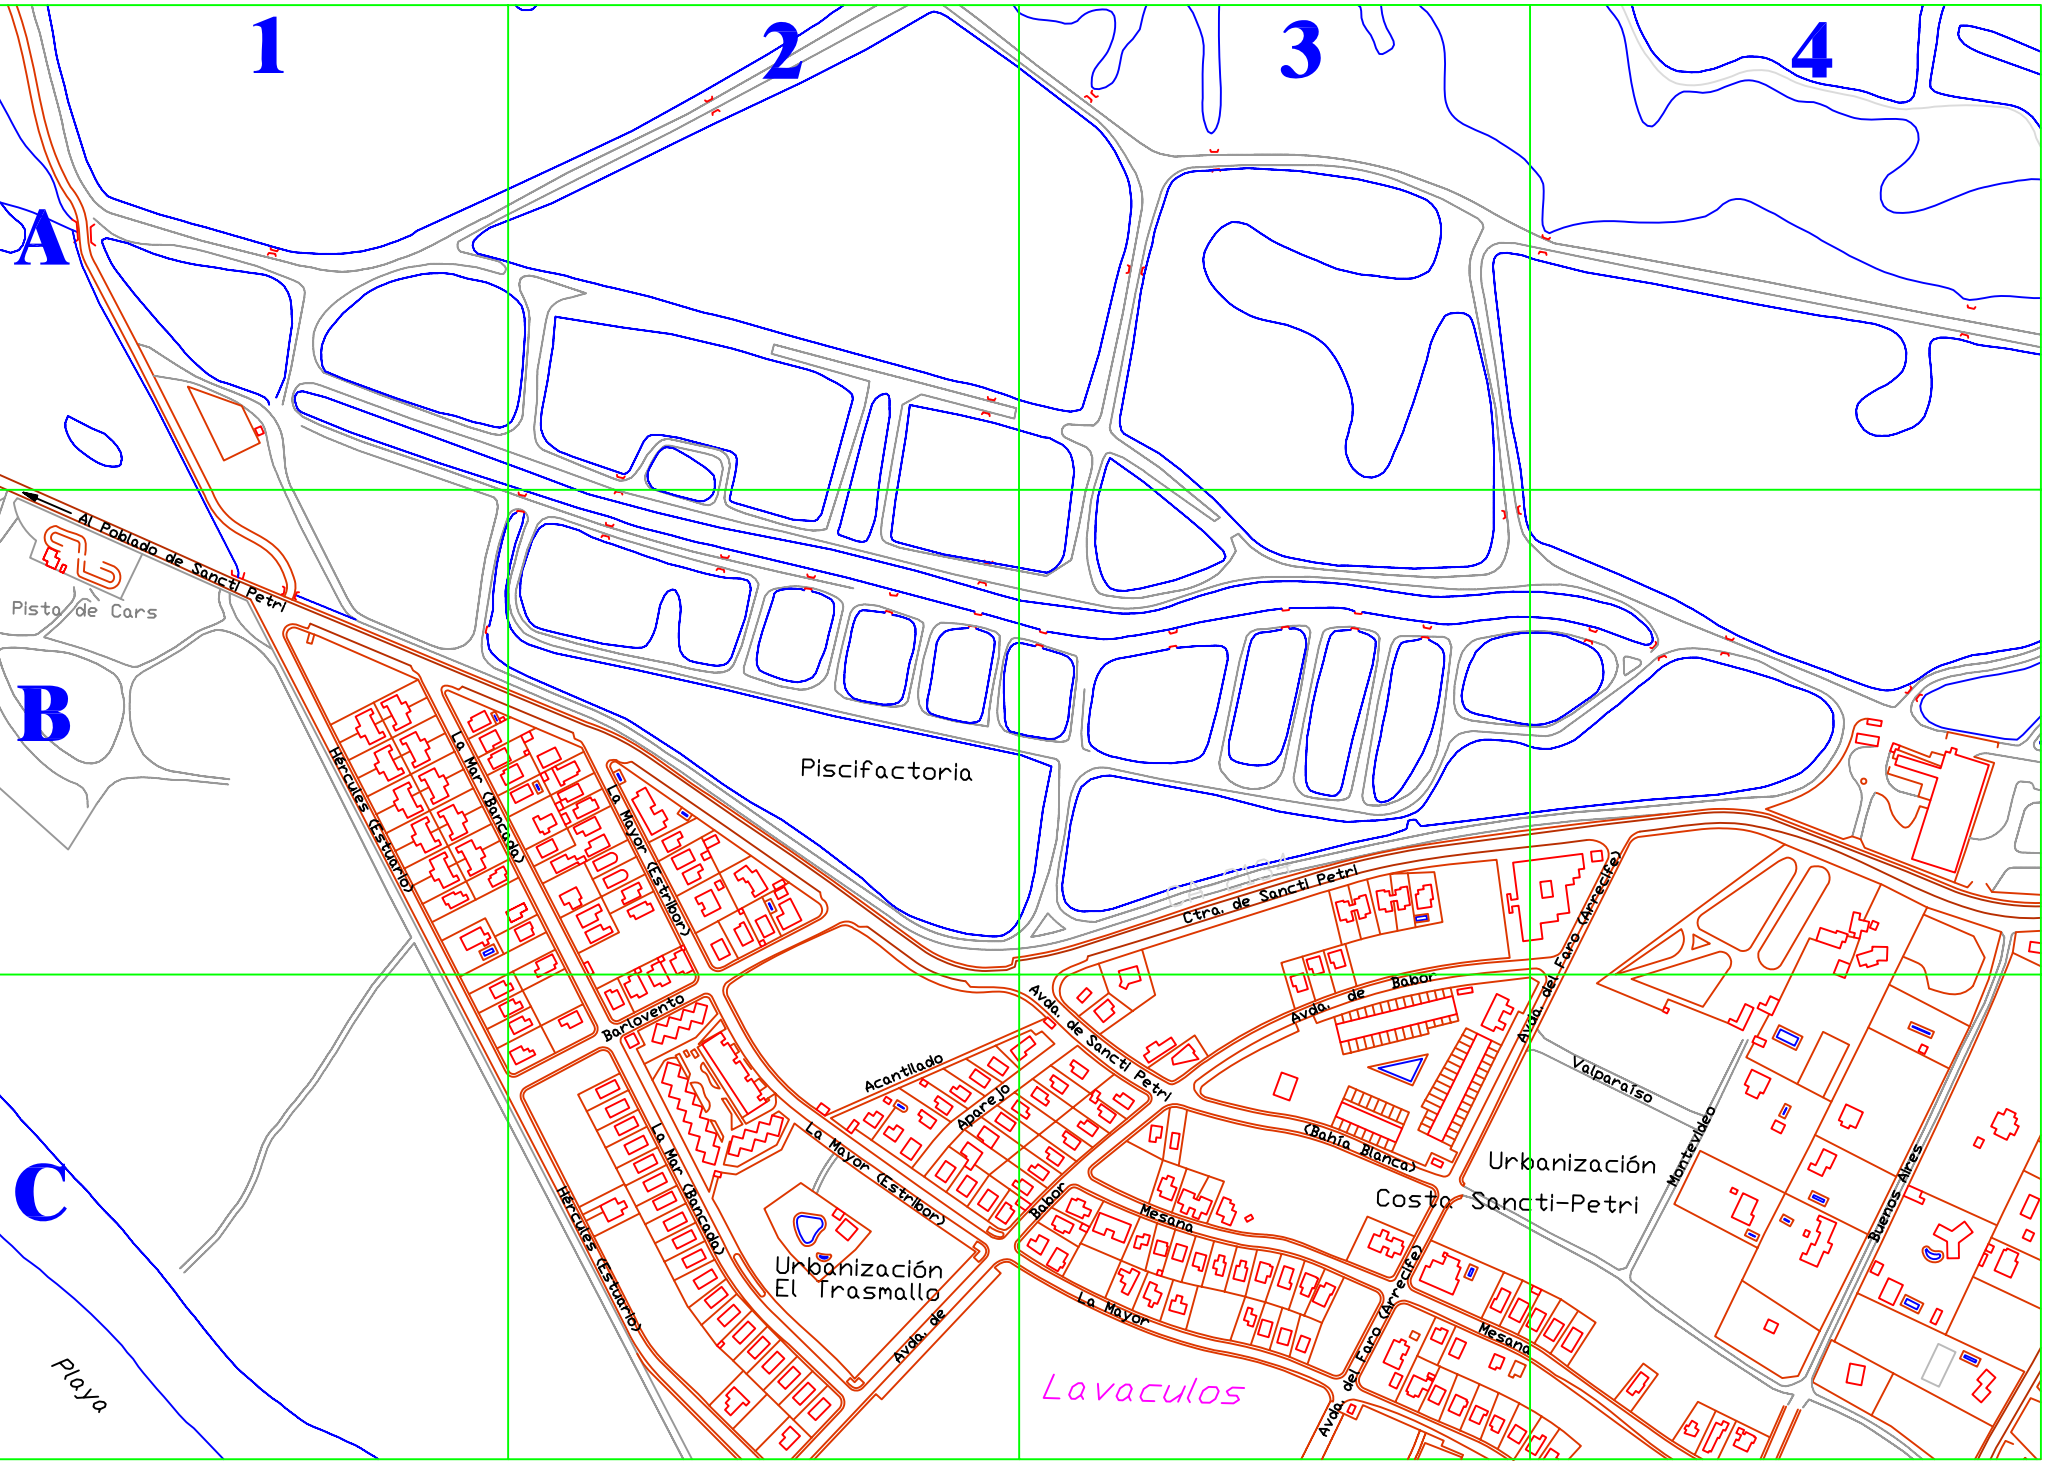 1
2
3
4
A
Al Poblado de Sancti Petri
Pista de Cars
B
Hércules (Estuario)
La Mar (Bancada)
La Mayor (Estribor)
Piscifactoria
Ctra. de Sancti Petri
Avda. del Faro (Arrecife)
Avda. de Babor
Barlovento
Avda. de Sancti Petri
Acantilado
Aparejo
Valparaíso
Montevideo
Buenos Aires
C
La Mayor (Estribor)
(Bahía Blanca)
Urbanización
Costa Sancti-Petri
Hércules (Estuario)
La Mar (Bancada)
Babor
Mesana
Urbanización
El Trasmallo
Avda. de
La Mayor
Avda. del Faro (Arrecife)
Mesana
Lavaculos
Playa